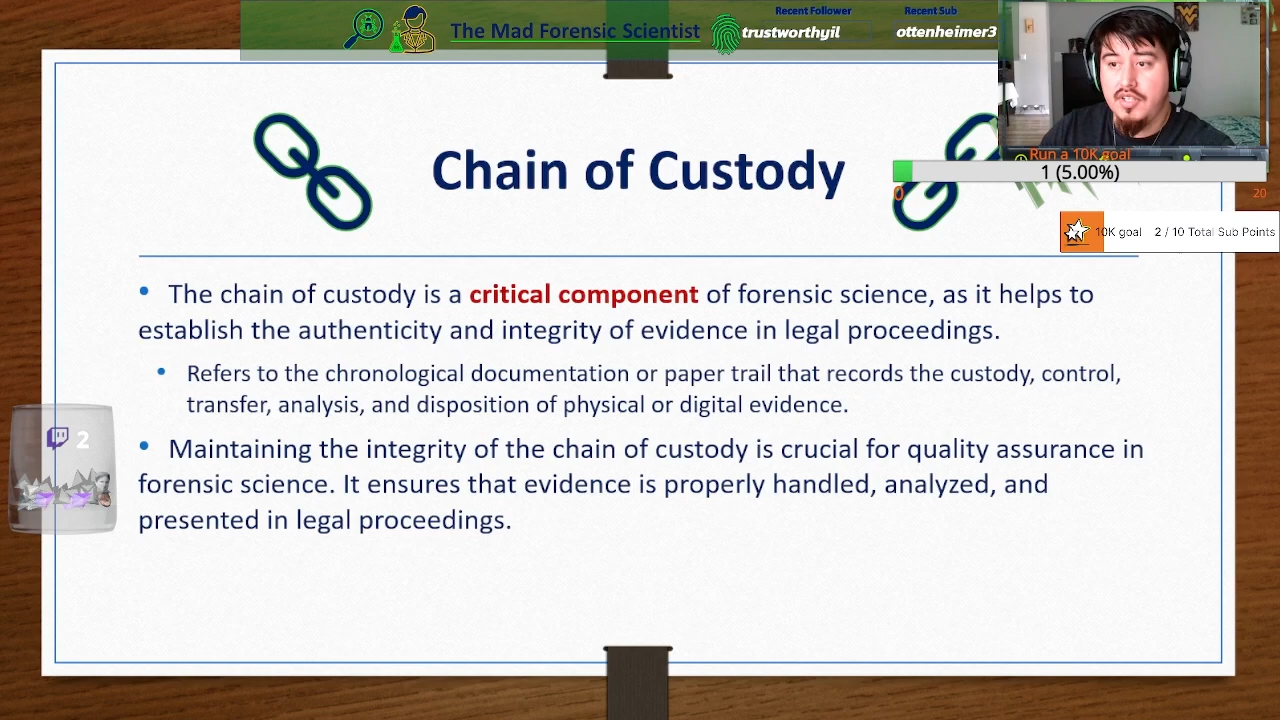 Recent Follower
Recent Sub
The Mad Forensic Scientist
trustworthyil
ottenheimer3
Chain of Custody
Run a 10K goal
1 (5.00%)
0
20
10K goal 2 / 10 Total Sub Points
• The chain of custody is a critical component of forensic science, as it helps to
establish the authenticity and integrity of evidence in legal proceedings.
• Refers to the chronological documentation or paper trail that records the custody, control,
transfer, analysis, and disposition of physical or digital evidence.
2
• Maintaining the integrity of the chain of custody is crucial for quality assurance in
forensic science. It ensures that evidence is properly handled, analyzed, and
presented in legal proceedings.